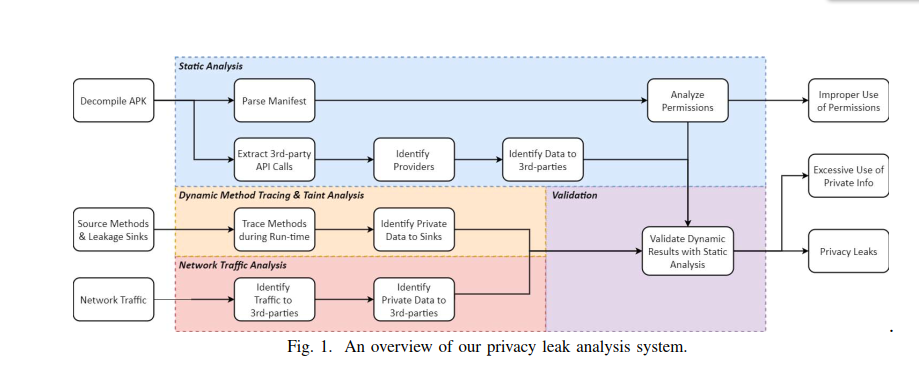 Static Analysis
Decompile APK
Parse Manifest
Analyze
Permissions
Improper Use
of Permissions
Extract 3rd-party
API Calls
Identify
Providers
Identify Data to
3rd-parties
Excessive Use of
Private Info
Dynamic Method Tracing & Taint Analysis
Validation
Source Methods
& Leakage Sinks
Trace Methods
during Run-time
Identify Private
Data to Sinks
Validate Dynamic
Results with Static
Analysis
Privacy Leaks
Network Traffic Analysis
Network Traffic
Identify
Traffic to
3rd-parties
Identify
Private Data to
3rd-parties
Fig. 1. An overview of our privacy leak analysis system.